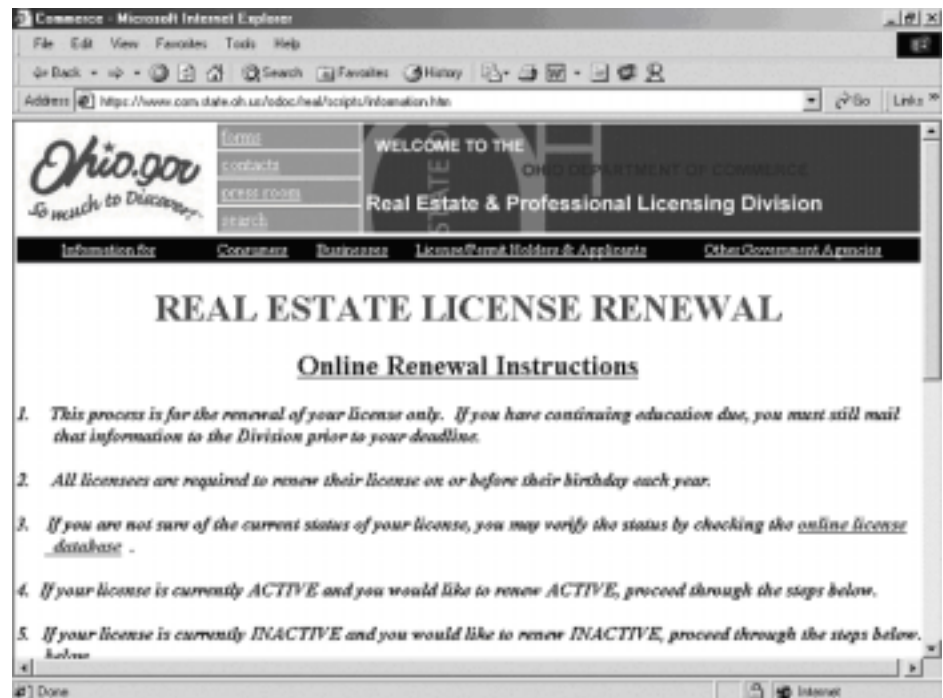 Commerce - Microsoft Internet Explorer
File Edit View Favorites Tools Help
Back Search Favorites History
Address https://www.com.state.oh.us/odoc/real/scripts/information.htm Go Links »
Ohio.gov
So much to Discover
forms
contacts
press room
search
WELCOME TO THE
OHIO DEPARTMENT OF COMMERCE
Real Estate & Professional Licensing Division
Information for Consumers Businesses License/Permit Holders & Applicants Other Government Agencies
REAL ESTATE LICENSE RENEWAL
Online Renewal Instructions
1. This process is for the renewal of your license only. If you have continuing education due, you must still mail
that information to the Division prior to your deadline.
2. All licensees are required to renew their license on or before their birthday each year.
3. If you are not sure of the current status of your license, you may verify the status by checking the online license
database .
4. If your license is currently ACTIVE and you would like to renew ACTIVE, proceed through the steps below.
5. If your license is currently INACTIVE and you would like to renew INACTIVE, proceed through the steps below.
below
Done Internet